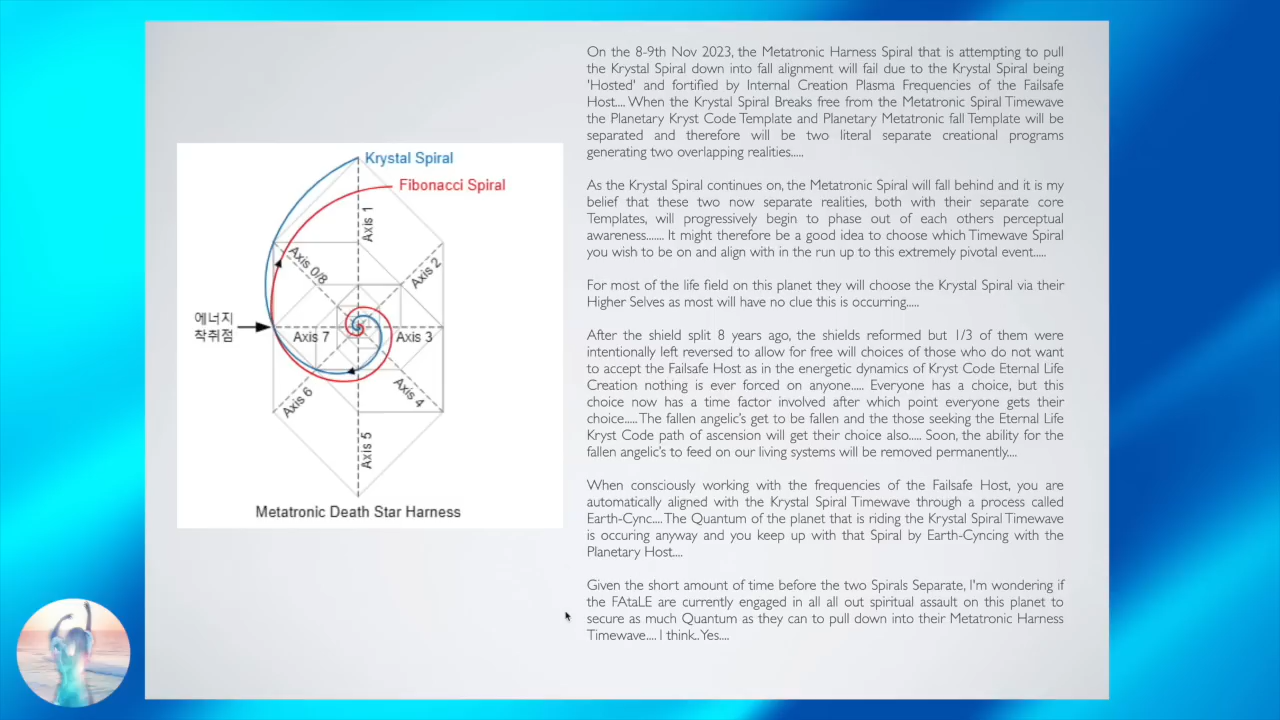 Krystal Spiral
Fibonacci Spiral
Axis 1
Axis 0/8
Axis 2
에너지
착취점
Axis 7
Axis 3
Axis 6
Axis 4
Axis 5
Metatronic Death Star Harness
On the 8-9th Nov 2023, the Metatronic Harness Spiral that is attempting to pull
the Krystal Spiral down into fall alignment will fail due to the Krystal Spiral being
'Hosted' and fortified by Internal Creation Plasma Frequencies of the Failsafe
Host.... When the Krystal Spiral Breaks free from the Metatronic Spiral Timewave
the Planetary Kryst Code Template and Planetary Metatronic fall Template will be
separated and therefore will be two literal separate creational programs
generating two overlapping realities.....
As the Krystal Spiral continues on, the Metatronic Spiral will fall behind and it is my
belief that these two now separate realities, both with their separate core
Templates, will progressively begin to phase out of each others perceptual
awareness....... It might therefore be a good idea to choose which Timewave Spiral
you wish to be on and align with in the run up to this extremely pivotal event.....
For most of the life field on this planet they will choose the Krystal Spiral via their
Higher Selves as most will have no clue this is occurring.....
After the shield split 8 years ago, the shields reformed but 1/3 of them were
intentionally left reversed to allow for free will choices of those who do not want
to accept the Failsafe Host as in the energetic dynamics of Kryst Code Eternal Life
Creation nothing is ever forced on anyone..... Everyone has a choice, but this
choice now has a time factor involved after which point everyone gets their
choice..... The fallen angelic's get to be fallen and the those seeking the Eternal Life
Kryst Code path of ascension will get their choice also..... Soon, the ability for the
fallen angelic's to feed on our living systems will be removed permanently....
When consciously working with the frequencies of the Failsafe Host, you are
automatically aligned with the Krystal Spiral Timewave through a process called
Earth-Cync.... The Quantum of the planet that is riding the Krystal Spiral Timewave
is occuring anyway and you keep up with that Spiral by Earth-Cyncing with the
Planetary Host....
Given the short amount of time before the two Spirals Separate, I'm wondering if
the FAtaLE are currently engaged in all all out spiritual assault on this planet to
secure as much Quantum as they can to pull down into their Metatronic Harness
Timewave.... I think.. Yes....